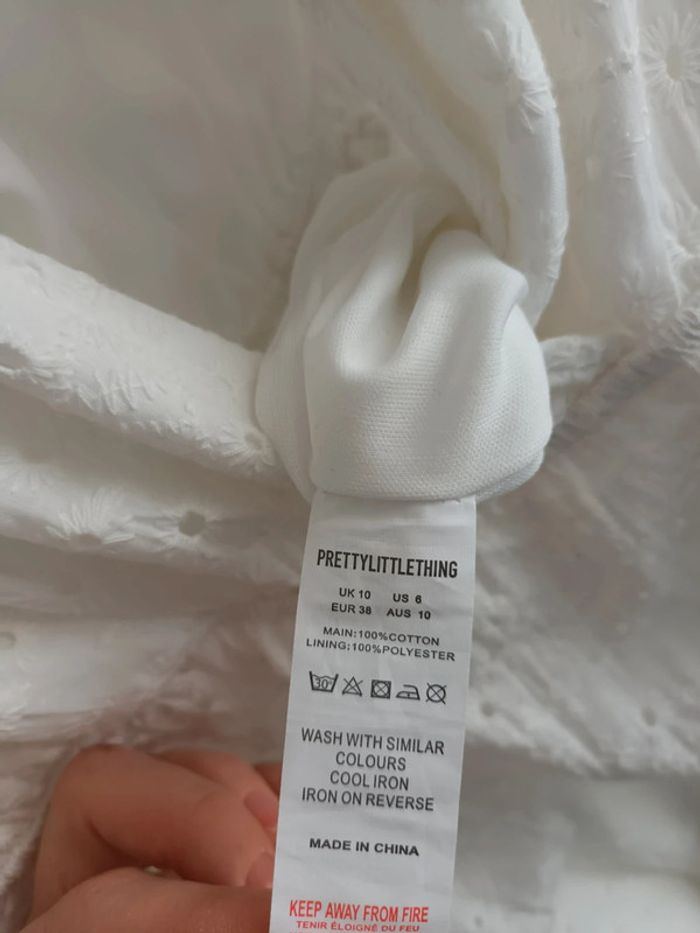 PRETTYLITTLETHING
UK 10 US 6
EUR 38 AUS 10
MAIN:100%COTTON
LINING:100%POLYESTER
30°
WASH WITH SIMILAR
COLOURS
COOL IRON
IRON ON REVERSE
MADE IN CHINA
KEEP AWAY FROM FIRE
TENIR ÉLOIGNÉ DU FEU